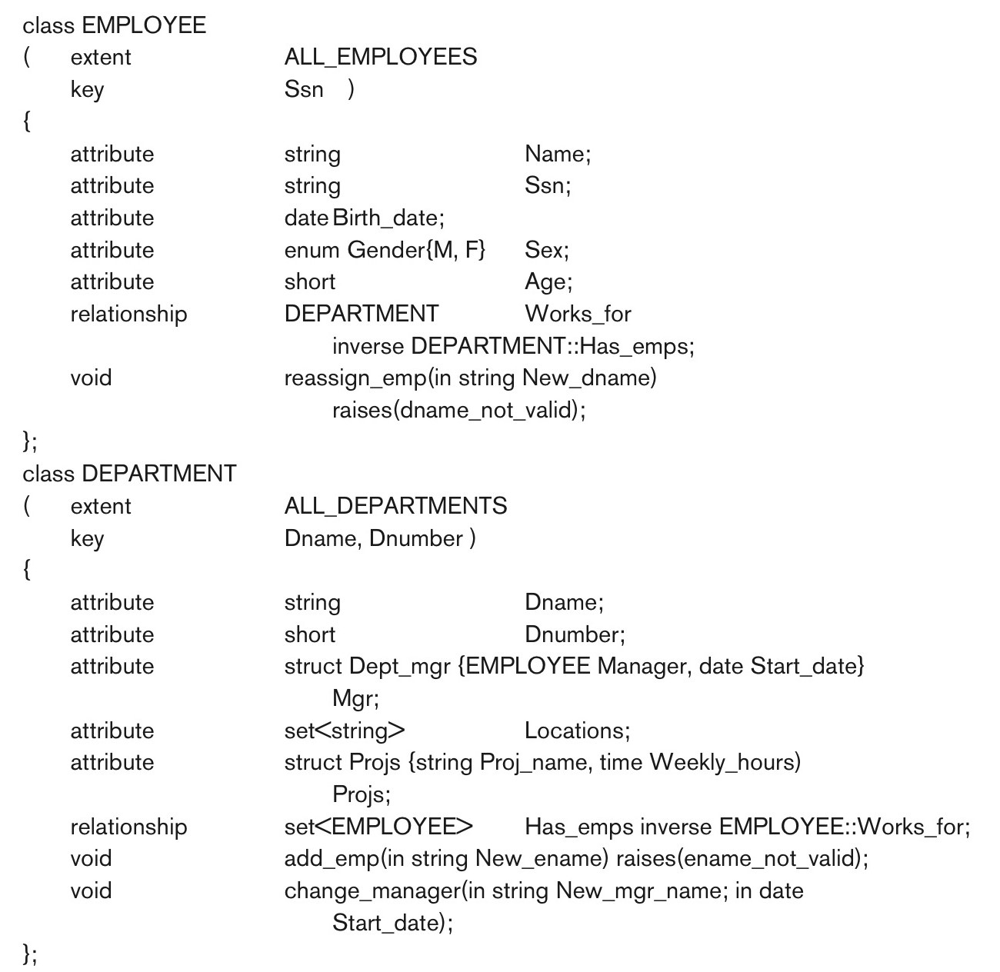 class EMPLOYEE
( extent ALL_EMPLOYEES
key Ssn )
{
attribute string Name;
attribute string Ssn;
attribute date Birth_date;
attribute enum Gender{M, F} Sex;
attribute short Age;
relationship DEPARTMENT Works_for
inverse DEPARTMENT::Has_emps;
void reassign_emp(in string New_dname)
raises(dname_not_valid);
};
class DEPARTMENT
( extent ALL_DEPARTMENTS
key Dname, Dnumber )
{
attribute string Dname;
attribute short Dnumber;
attribute struct Dept_mgr {EMPLOYEE Manager, date Start_date}
Mgr;
attribute set<string> Locations;
attribute struct Projs {string Proj_name, time Weekly_hours)
Projs;
relationship set<EMPLOYEE> Has_emps inverse EMPLOYEE::Works_for;
void add_emp(in string New_ename) raises(ename_not_valid);
void change_manager(in string New_mgr_name; in date
Start_date);
};